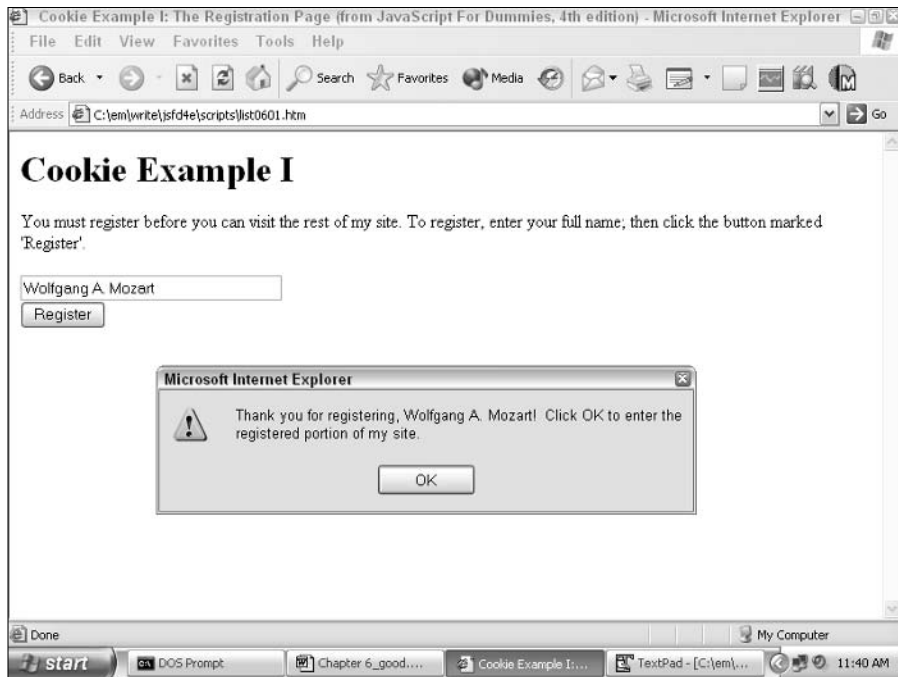 Cookie Example I: The Registration Page (from JavaScript For Dummies, 4th edition) - Microsoft Internet Explorer
File Edit View Favorites Tools Help
Back Search Favorites Media
Address C:\em\write\jsfd4e\scripts\list0601.htm Go
Cookie Example I
You must register before you can visit the rest of my site. To register, enter your full name; then click the button marked
'Register'.
Wolfgang A. Mozart
Register
Microsoft Internet Explorer
Thank you for registering, Wolfgang A. Mozart! Click OK to enter the
registered portion of my site.
OK
Done My Computer
start DOS Prompt Chapter 6_good.... Cookie Example I:... TextPad - [C:\em\... 11:40 AM